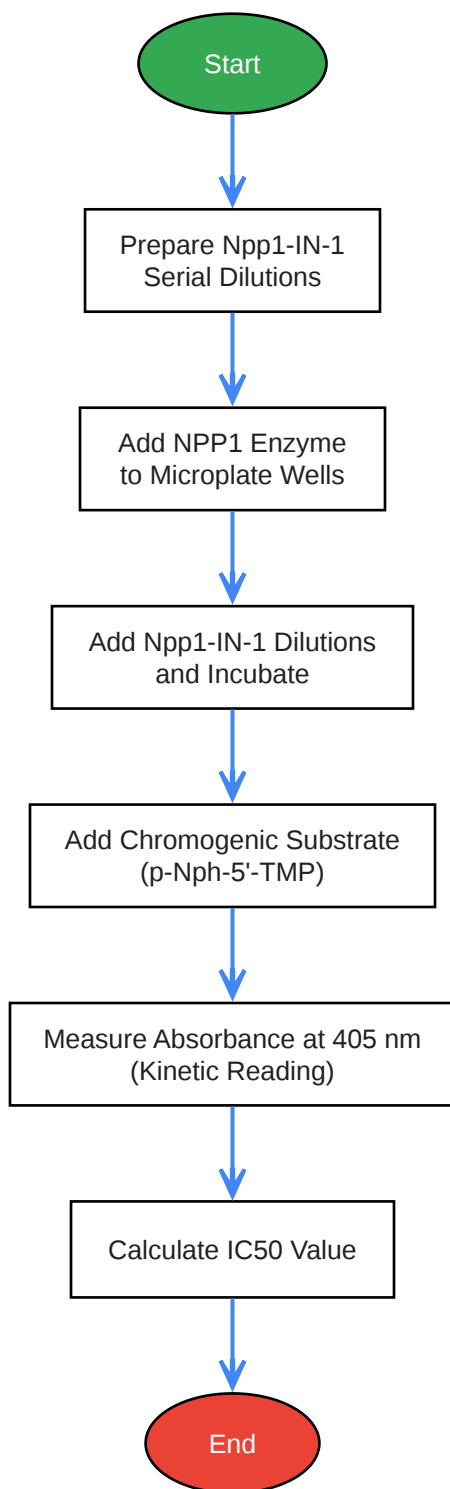 Start
Prepare Npp1-IN-1
Serial Dilutions
Add NPP1 Enzyme
to Microplate Wells
Add Npp1-IN-1 Dilutions
and Incubate
Add Chromogenic Substrate
(p-Nph-5'-TMP)
Measure Absorbance at 405 nm
(Kinetic Reading)
Calculate IC50 Value
End